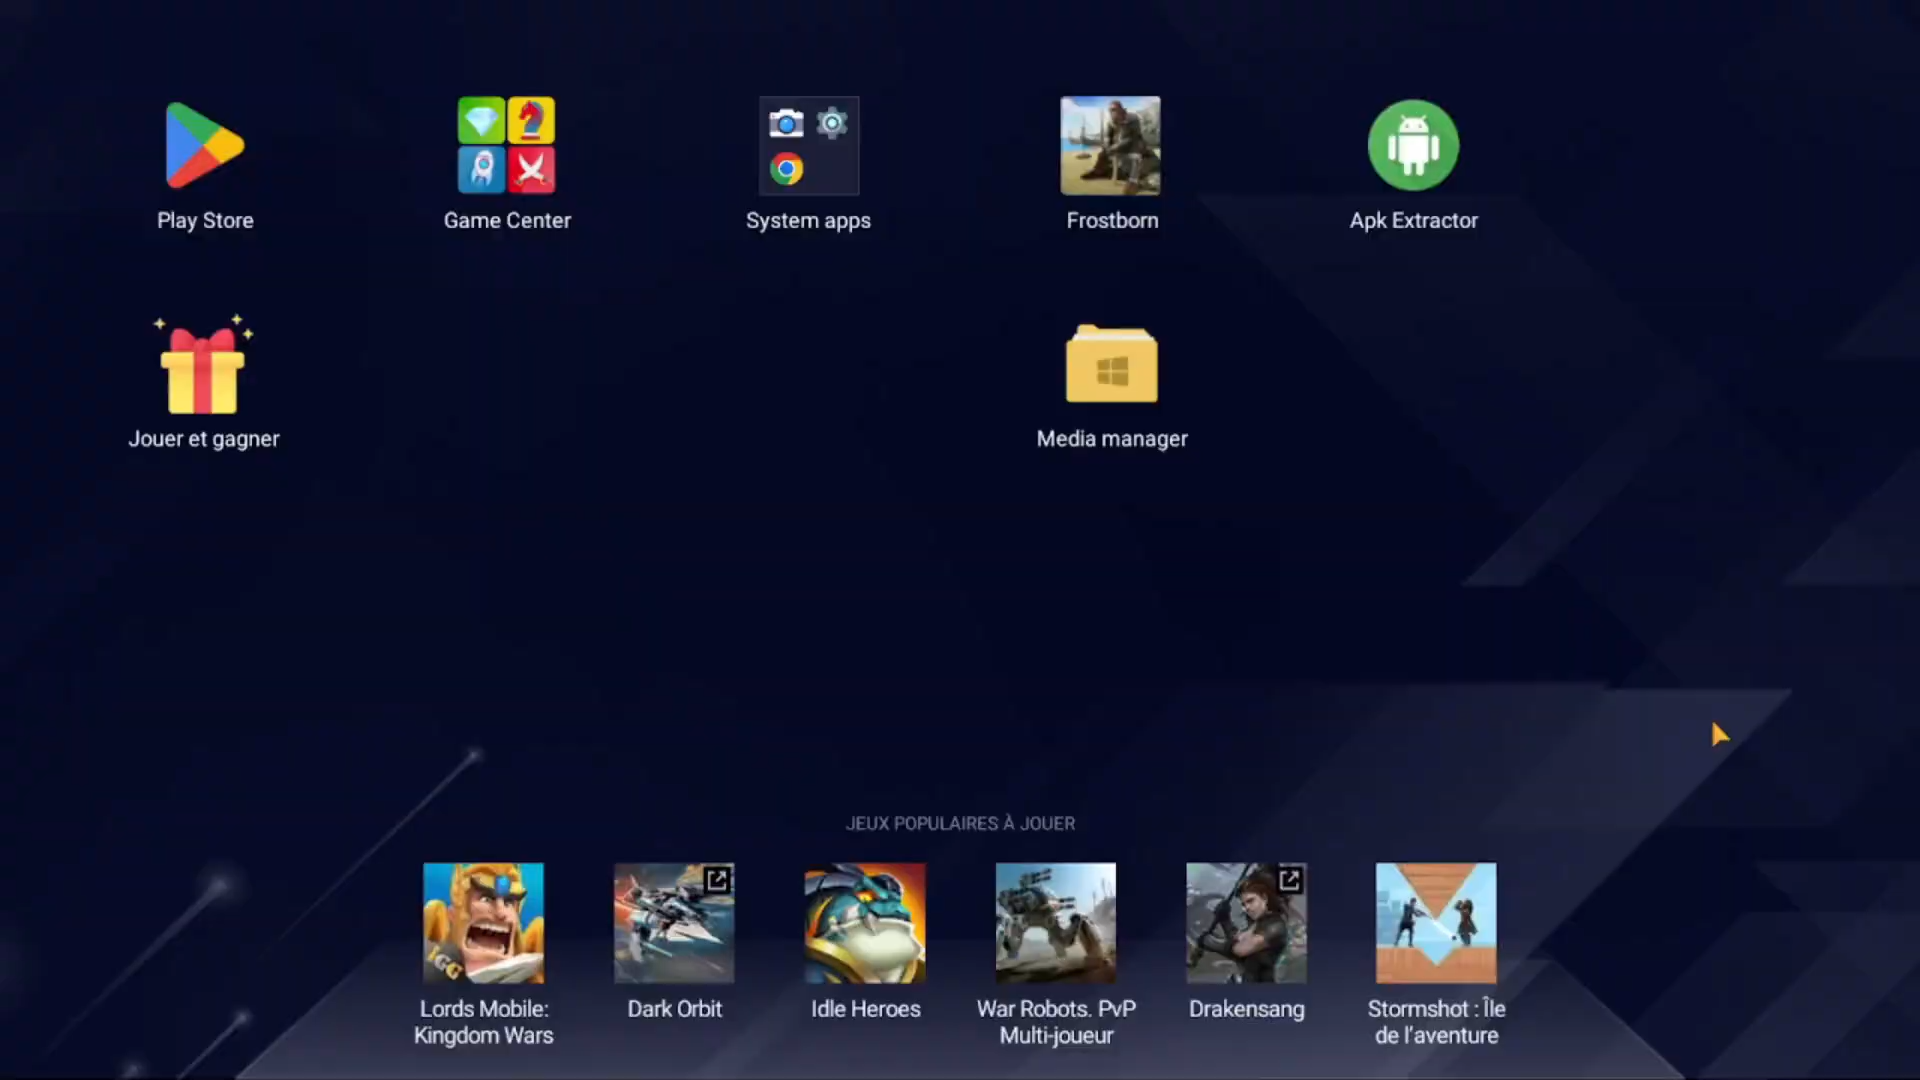 Play Store
Game Center
System apps
Frostborn
Apk Extractor
Jouer et gagner
Media manager
JEUX POPULAIRES À JOUER
IGG
Lords Mobile:
Kingdom Wars
Dark Orbit
Idle Heroes
War Robots. PvP
Multi-joueur
Drakensang
Stormshot : Île
de l'aventure